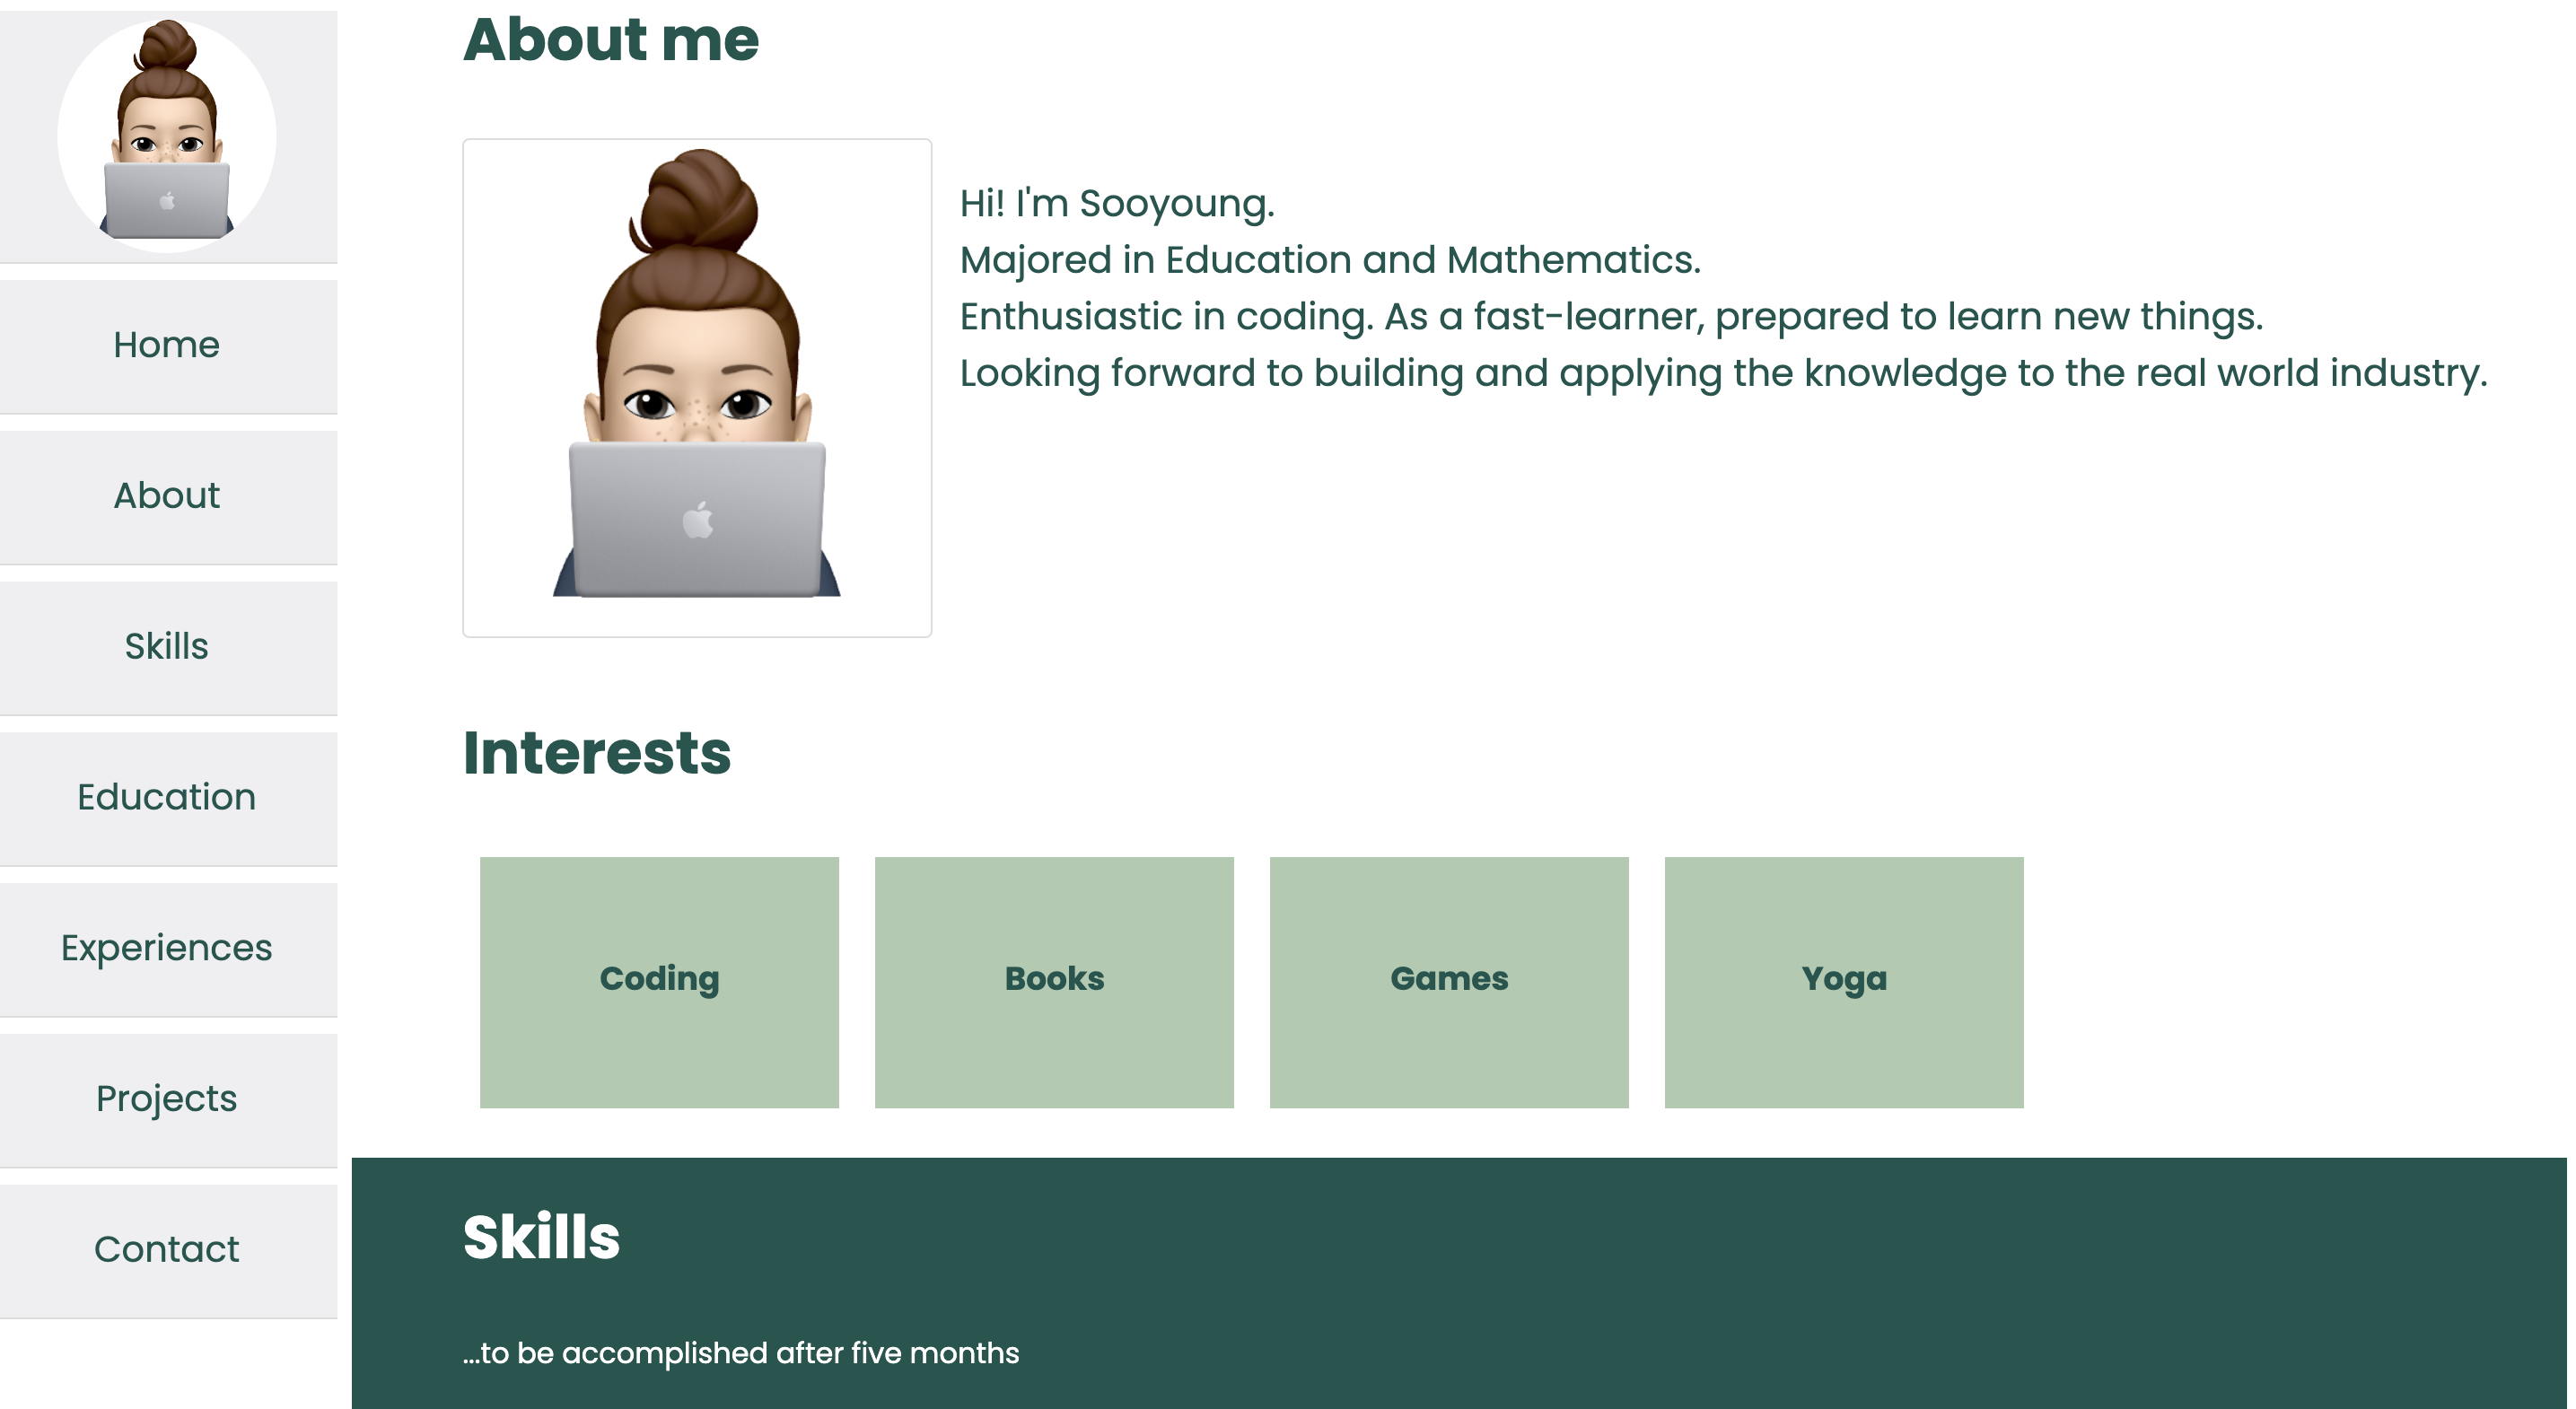 Home
About
Skills
Education
Experiences
Projects
Contact
About me
Hi! I'm Sooyoung.
Majored in Education and Mathematics.
Enthusiastic in coding. As a fast-learner, prepared to learn new things.
Looking forward to building and applying the knowledge to the real world industry.
Interests
Coding
Books
Games
Yoga
Skills
...to be accomplished after five months